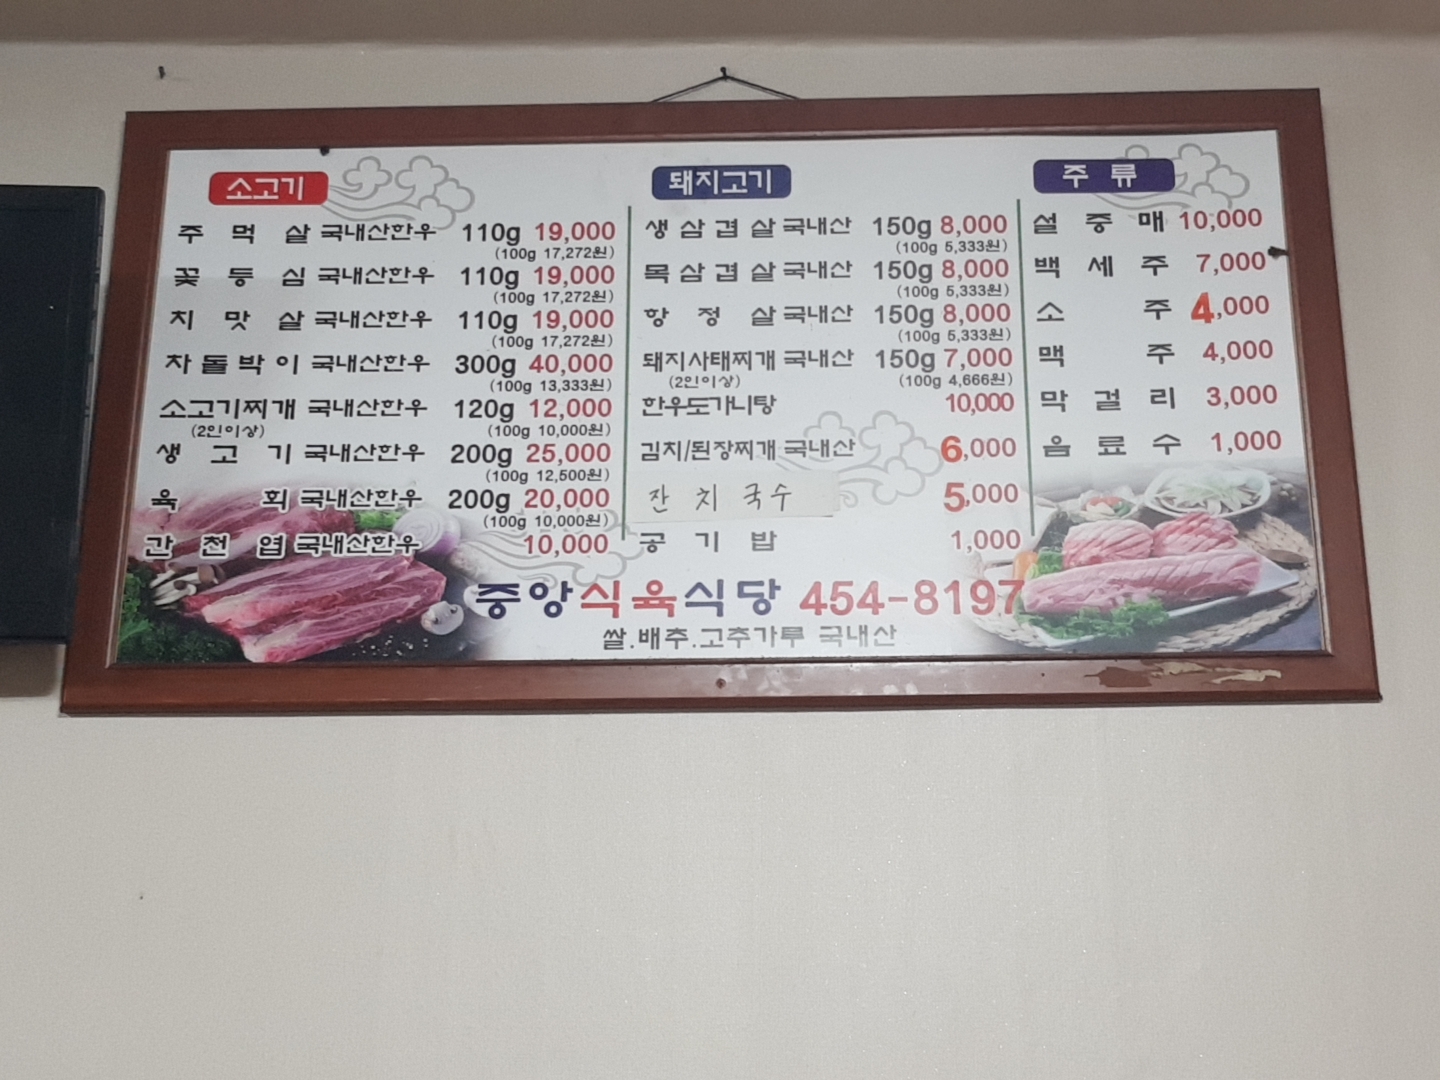 소고기
주먹살 국내산한우 110g 19,000
(100g 17,272원)
꽃등심 국내산한우 110g 19,000
(100g 17,272원)
치맛살 국내산한우 110g 19,000
(100g 17,272원)
차돌박이 국내산한우 300g 40,000
(100g 13,333원)
소고기찌개 국내산한우 120g 12,000
(2인이상) (100g 10,000원)
생고기 국내산한우 200g 25,000
(100g 12,500원)
육회 국내산한우 200g 20,000
(100g 10,000원)
간천엽 국내산한우 10,000
돼지고기
생삼겹살 국내산 150g 8,000
(100g 5,333원)
목삼겹살 국내산 150g 8,000
(100g 5,333원)
항정살 국내산 150g 8,000
(100g 5,333원)
돼지사태찌개 국내산 150g 7,000
(2인이상) (100g 4,666원)
한우도가니탕 10,000
김치/된장찌개 국내산 6,000
잔치국수 5,000
공기밥 1,000
주류
설중매 10,000
백세주 7,000
소주 4,000
맥주 4,000
막걸리 3,000
음료수 1,000
중앙식육식당 454-8197
쌀.배추.고추가루 국내산